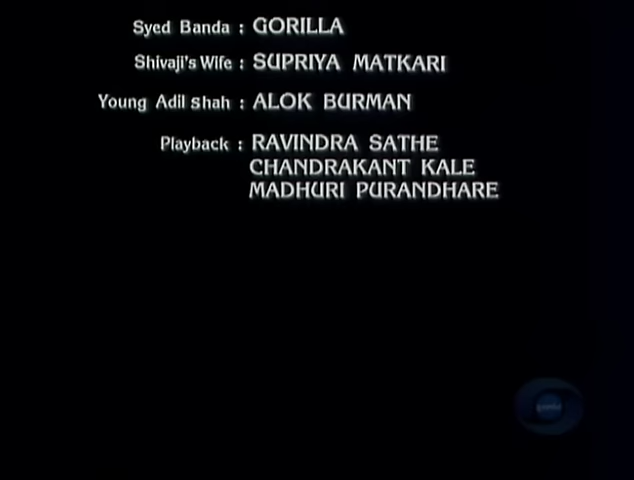 Syed Banda : GORILLA
Shivaji's Wife : SUPRIYA MATKARI
Young Adil Shah : ALOK BURMAN
Playback : RAVINDRA SATHE
CHANDRAKANT KALE
MADHURI PURANDHARE